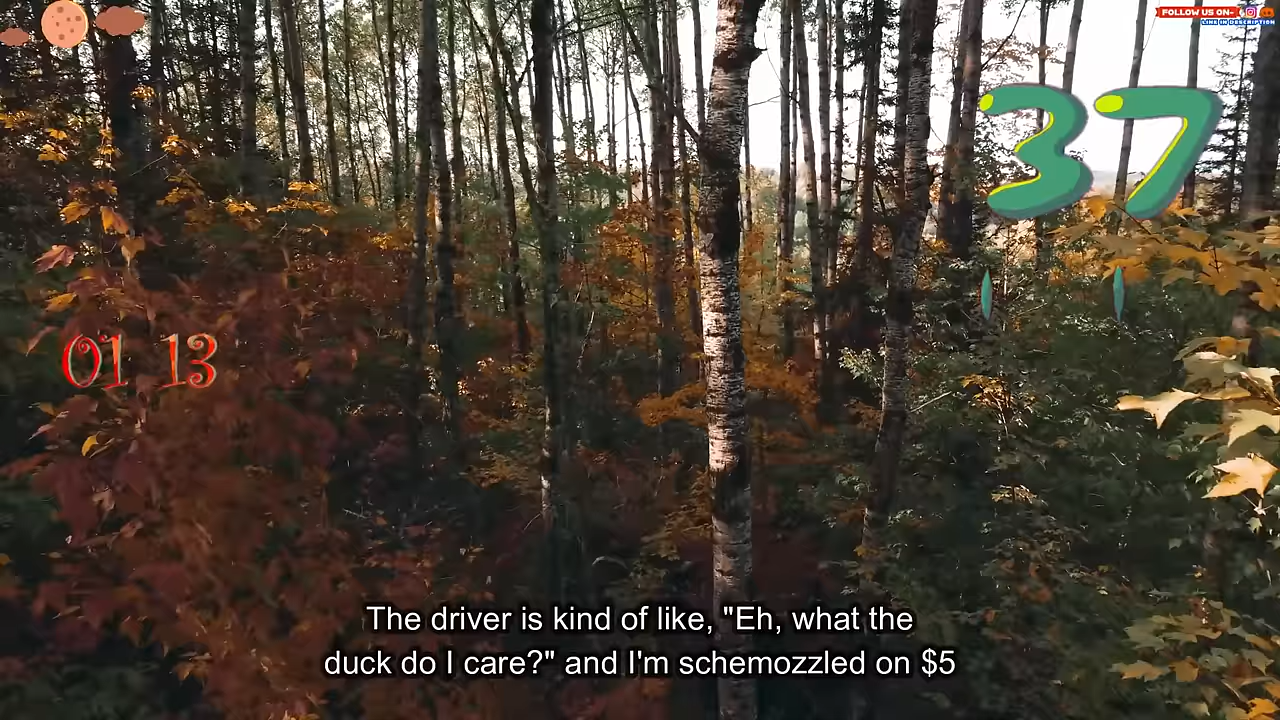 FOLLOW US ON-
LINK IN DESCRIPTION
37
01 13
The driver is kind of like, "Eh, what the
duck do I care?" and I'm schemozzled on $5